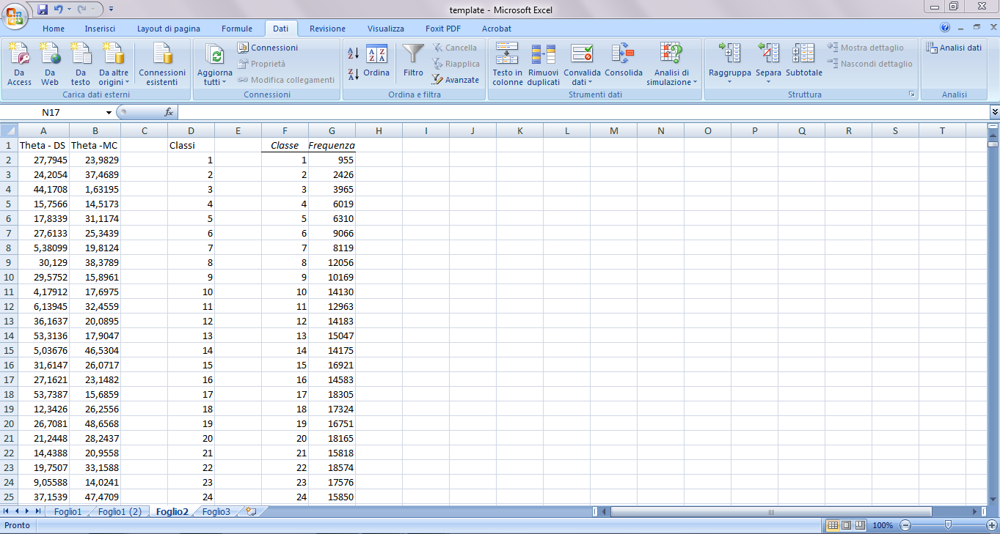 template - Microsoft Excel
Home Inserisci Layout di pagina Formule Dati Revisione Visualizza Foxit PDF Acrobat
Da Access
Da Web
Da testo
Da altre origini
Connessioni esistenti
Carica dati esterni
Aggiorna tutti
Connessioni
Proprietà
Modifica collegamenti
Connessioni
Ordina
Filtro
Cancella
Riapplica
Avanzate
Ordina e filtra
Testo in colonne
Rimuovi duplicati
Convalida dati
Consolida
Analisi di simulazione
Strumenti dati
Raggruppa
Separa
Subtotale
Mostra dettaglio
Nascondi dettaglio
Struttura
Analisi dati
Analisi
N17 fx
A B C D E F G H I J K L M N O P Q R S T
1 Theta - DS Theta -MC Classi Classe Frequenza
2 27,7945 23,9829 1 1 955
3 24,2054 37,4689 2 2 2426
4 44,1708 1,63195 3 3 3965
5 15,7566 14,5173 4 4 6019
6 17,8339 31,1174 5 5 6310
7 27,6133 25,3439 6 6 9066
8 5,38099 19,8124 7 7 8119
9 30,129 38,3789 8 8 12056
10 29,5752 15,8961 9 9 10169
11 4,17912 17,6975 10 10 14130
12 6,13945 32,4559 11 11 12963
13 36,1637 20,0895 12 12 14183
14 53,3136 17,9047 13 13 15047
15 5,03676 46,5304 14 14 14175
16 31,6147 26,0717 15 15 16921
17 27,1621 23,1482 16 16 14583
18 53,7387 15,6859 17 17 18305
19 12,3426 26,2556 18 18 17324
20 26,7081 48,6568 19 19 16751
21 21,2448 28,2437 20 20 18165
22 14,4388 20,9558 21 21 15818
23 19,7507 33,1588 22 22 18574
24 9,05588 14,0241 23 23 17576
25 37,1539 47,4709 24 24 15850
Foglio1 Foglio1 (2) Foglio2 Foglio3
Pronto 100%